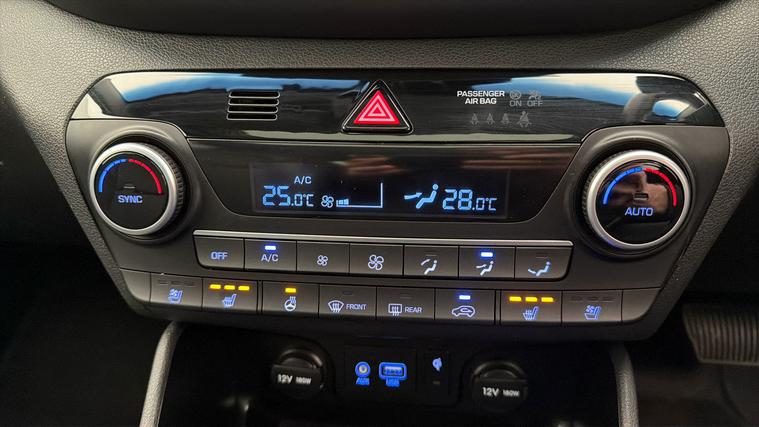 PASSENGER
AIR BAG
ON OFF
A/C
25.0°C
28.0°C
SYNC
AUTO
OFF
A/C
FRONT
REAR
12V 180W
AUX
USB
12V 180W